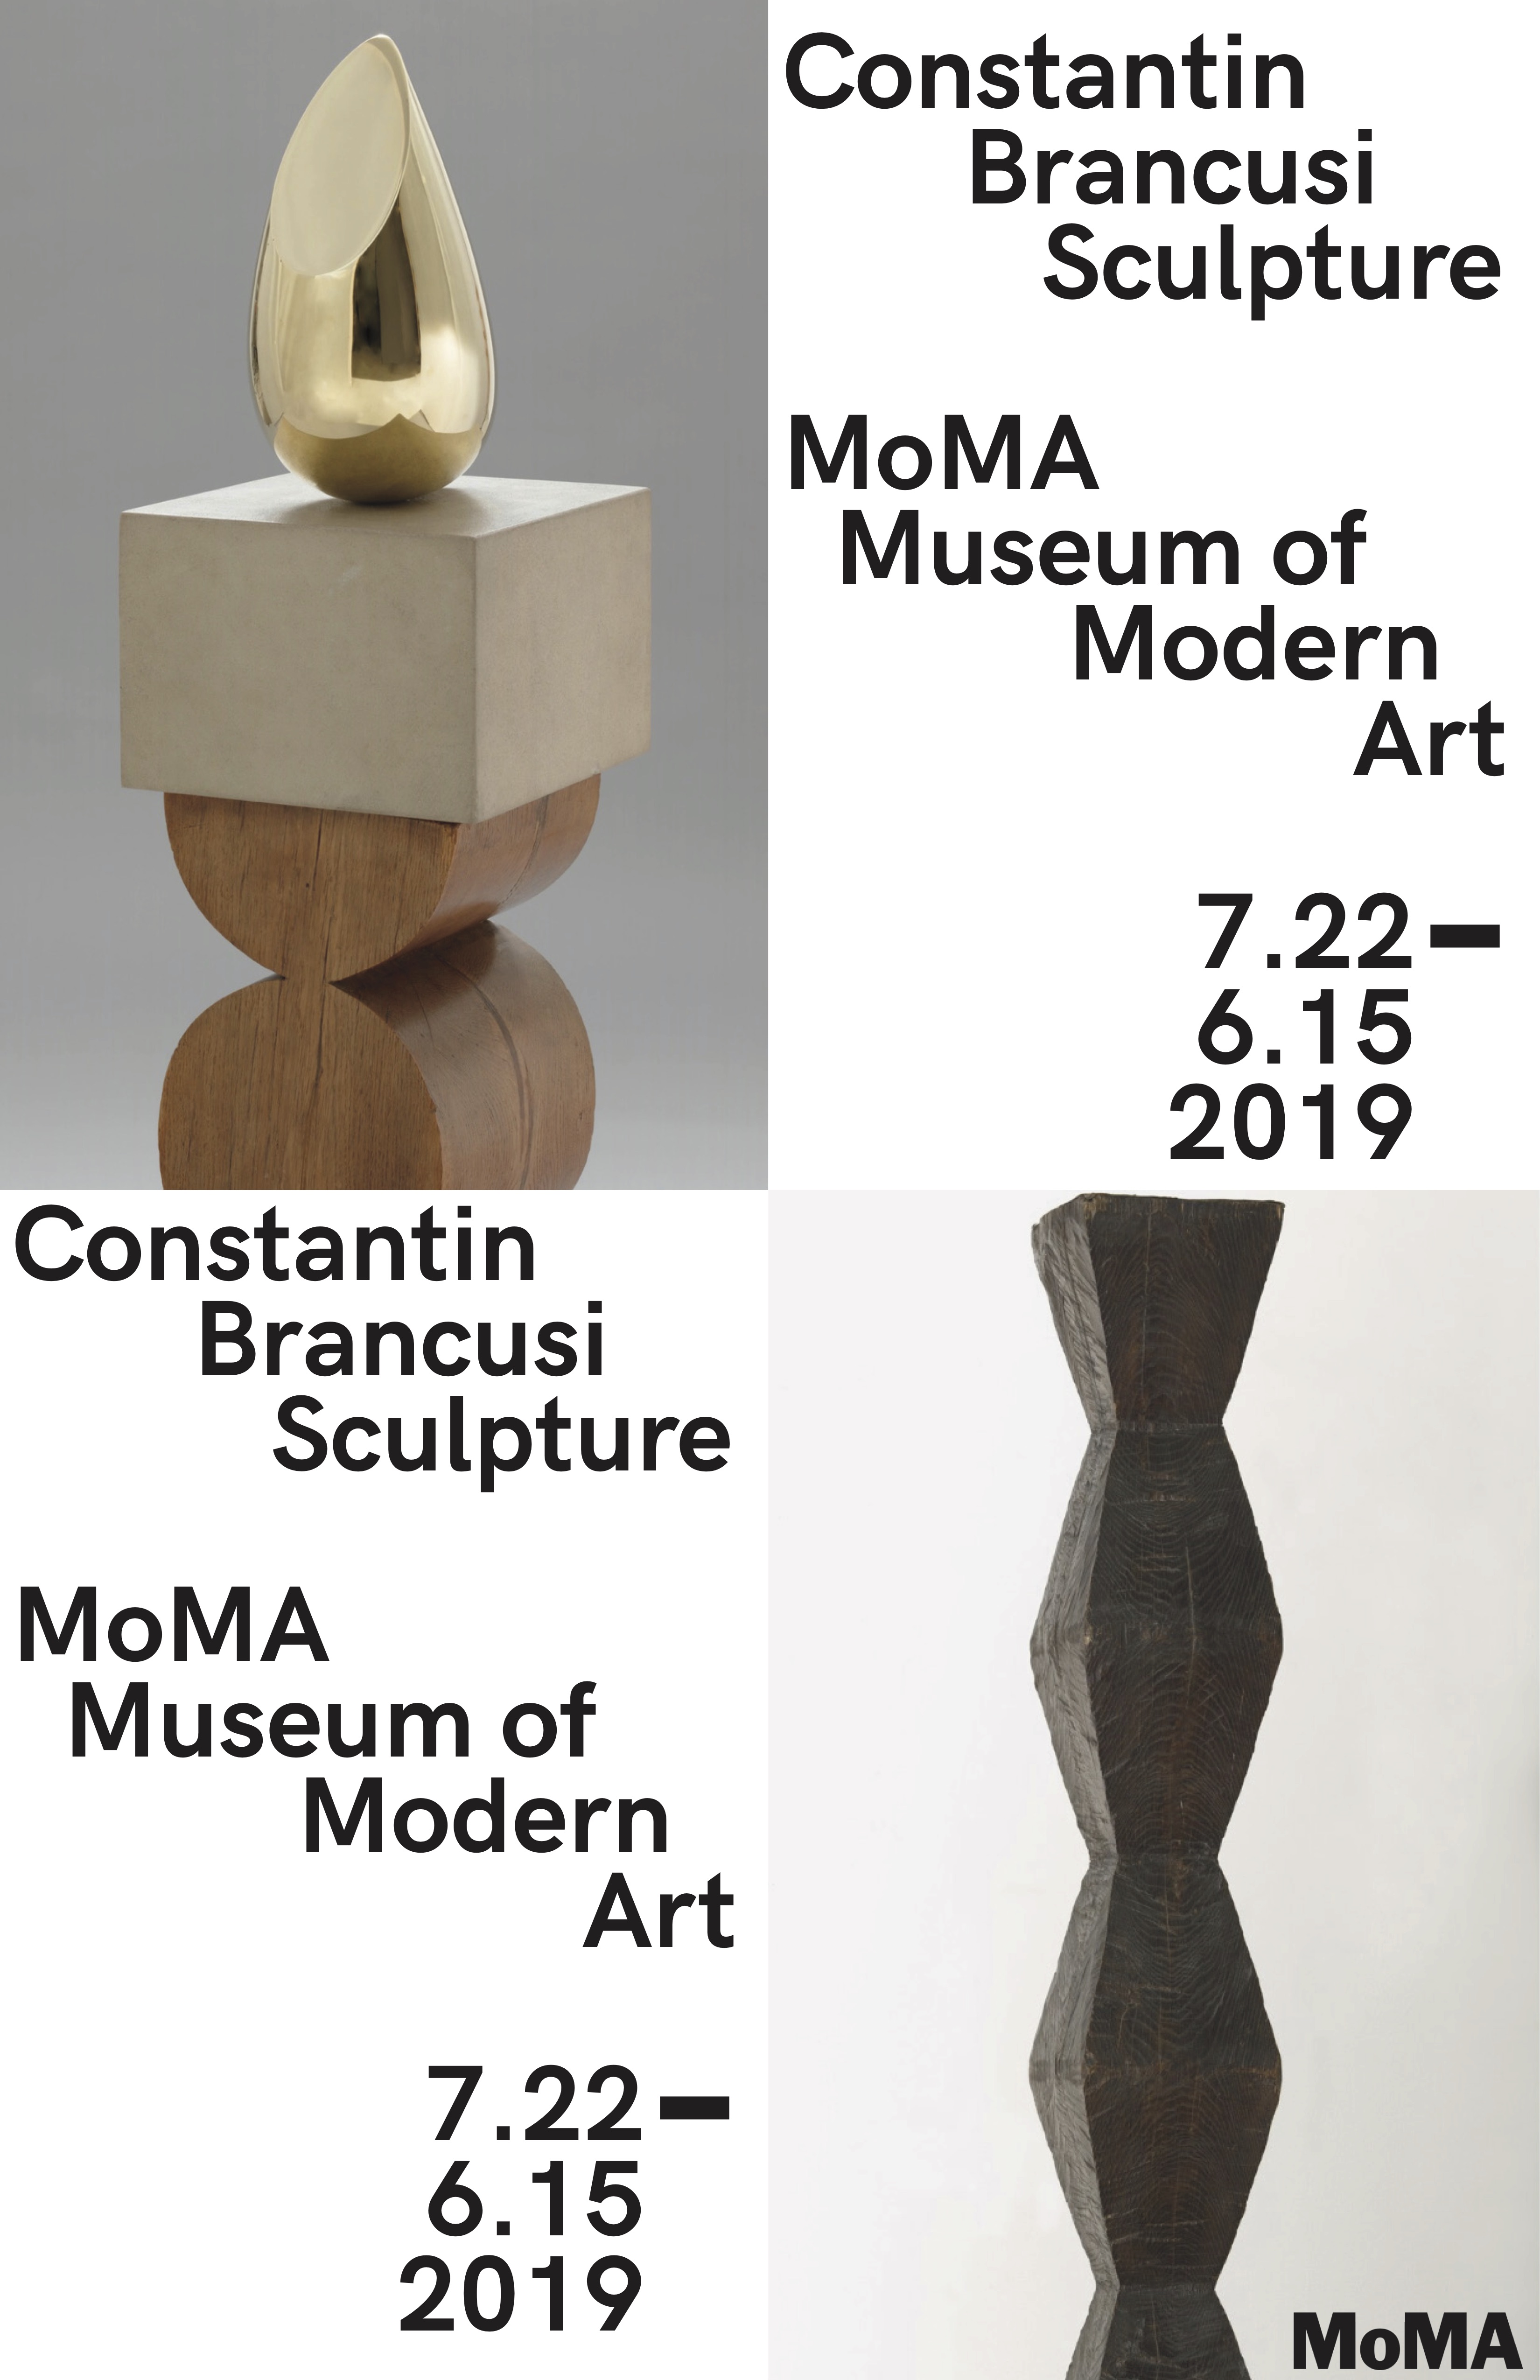 Constantin
Brancusi
Sculpture
MoMA
Museum of
Modern
Art
7.22–
6.15
2019
Constantin
Brancusi
Sculpture
MoMA
Museum of
Modern
Art
7.22–
6.15
2019
MoMA